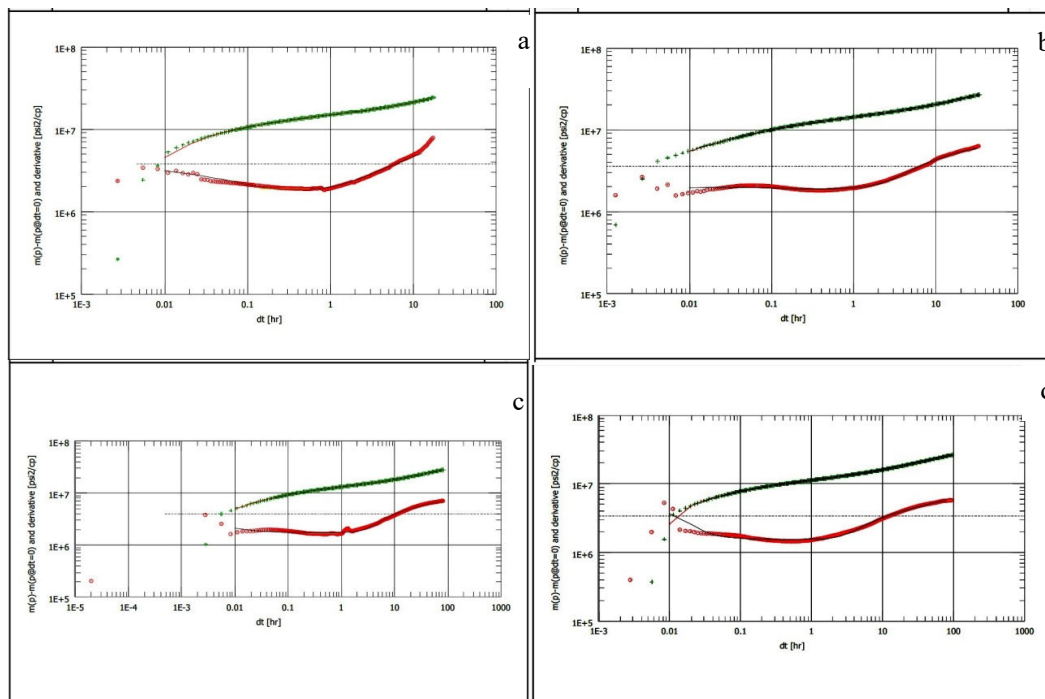 a
1E+8
1E+7
1E+6
1E+5
1E-3
0.01
0.1
1
10
100
dt [hr]
m(p)-m(p@dt=0) and derivative [psi2/cp]
b
1E+8
1E+7
1E+6
1E+5
1E-3
0.01
0.1
1
10
100
dt [hr]
m(p)-m(p@dt=0) and derivative [psi2/cp]
c
1E+8
1E+7
1E+6
1E+5
1E-5
1E-4
1E-3
0.01
0.1
1
10
100
1000
dt [hr]
m(p)-m(p@dt=0) and derivative [psi2/cp]
1E+8
1E+7
1E+6
1E+5
1E-3
0.01
0.1
1
10
100
1000
dt [hr]
m(p)-m(p@dt=0) and derivative [psi2/cp]